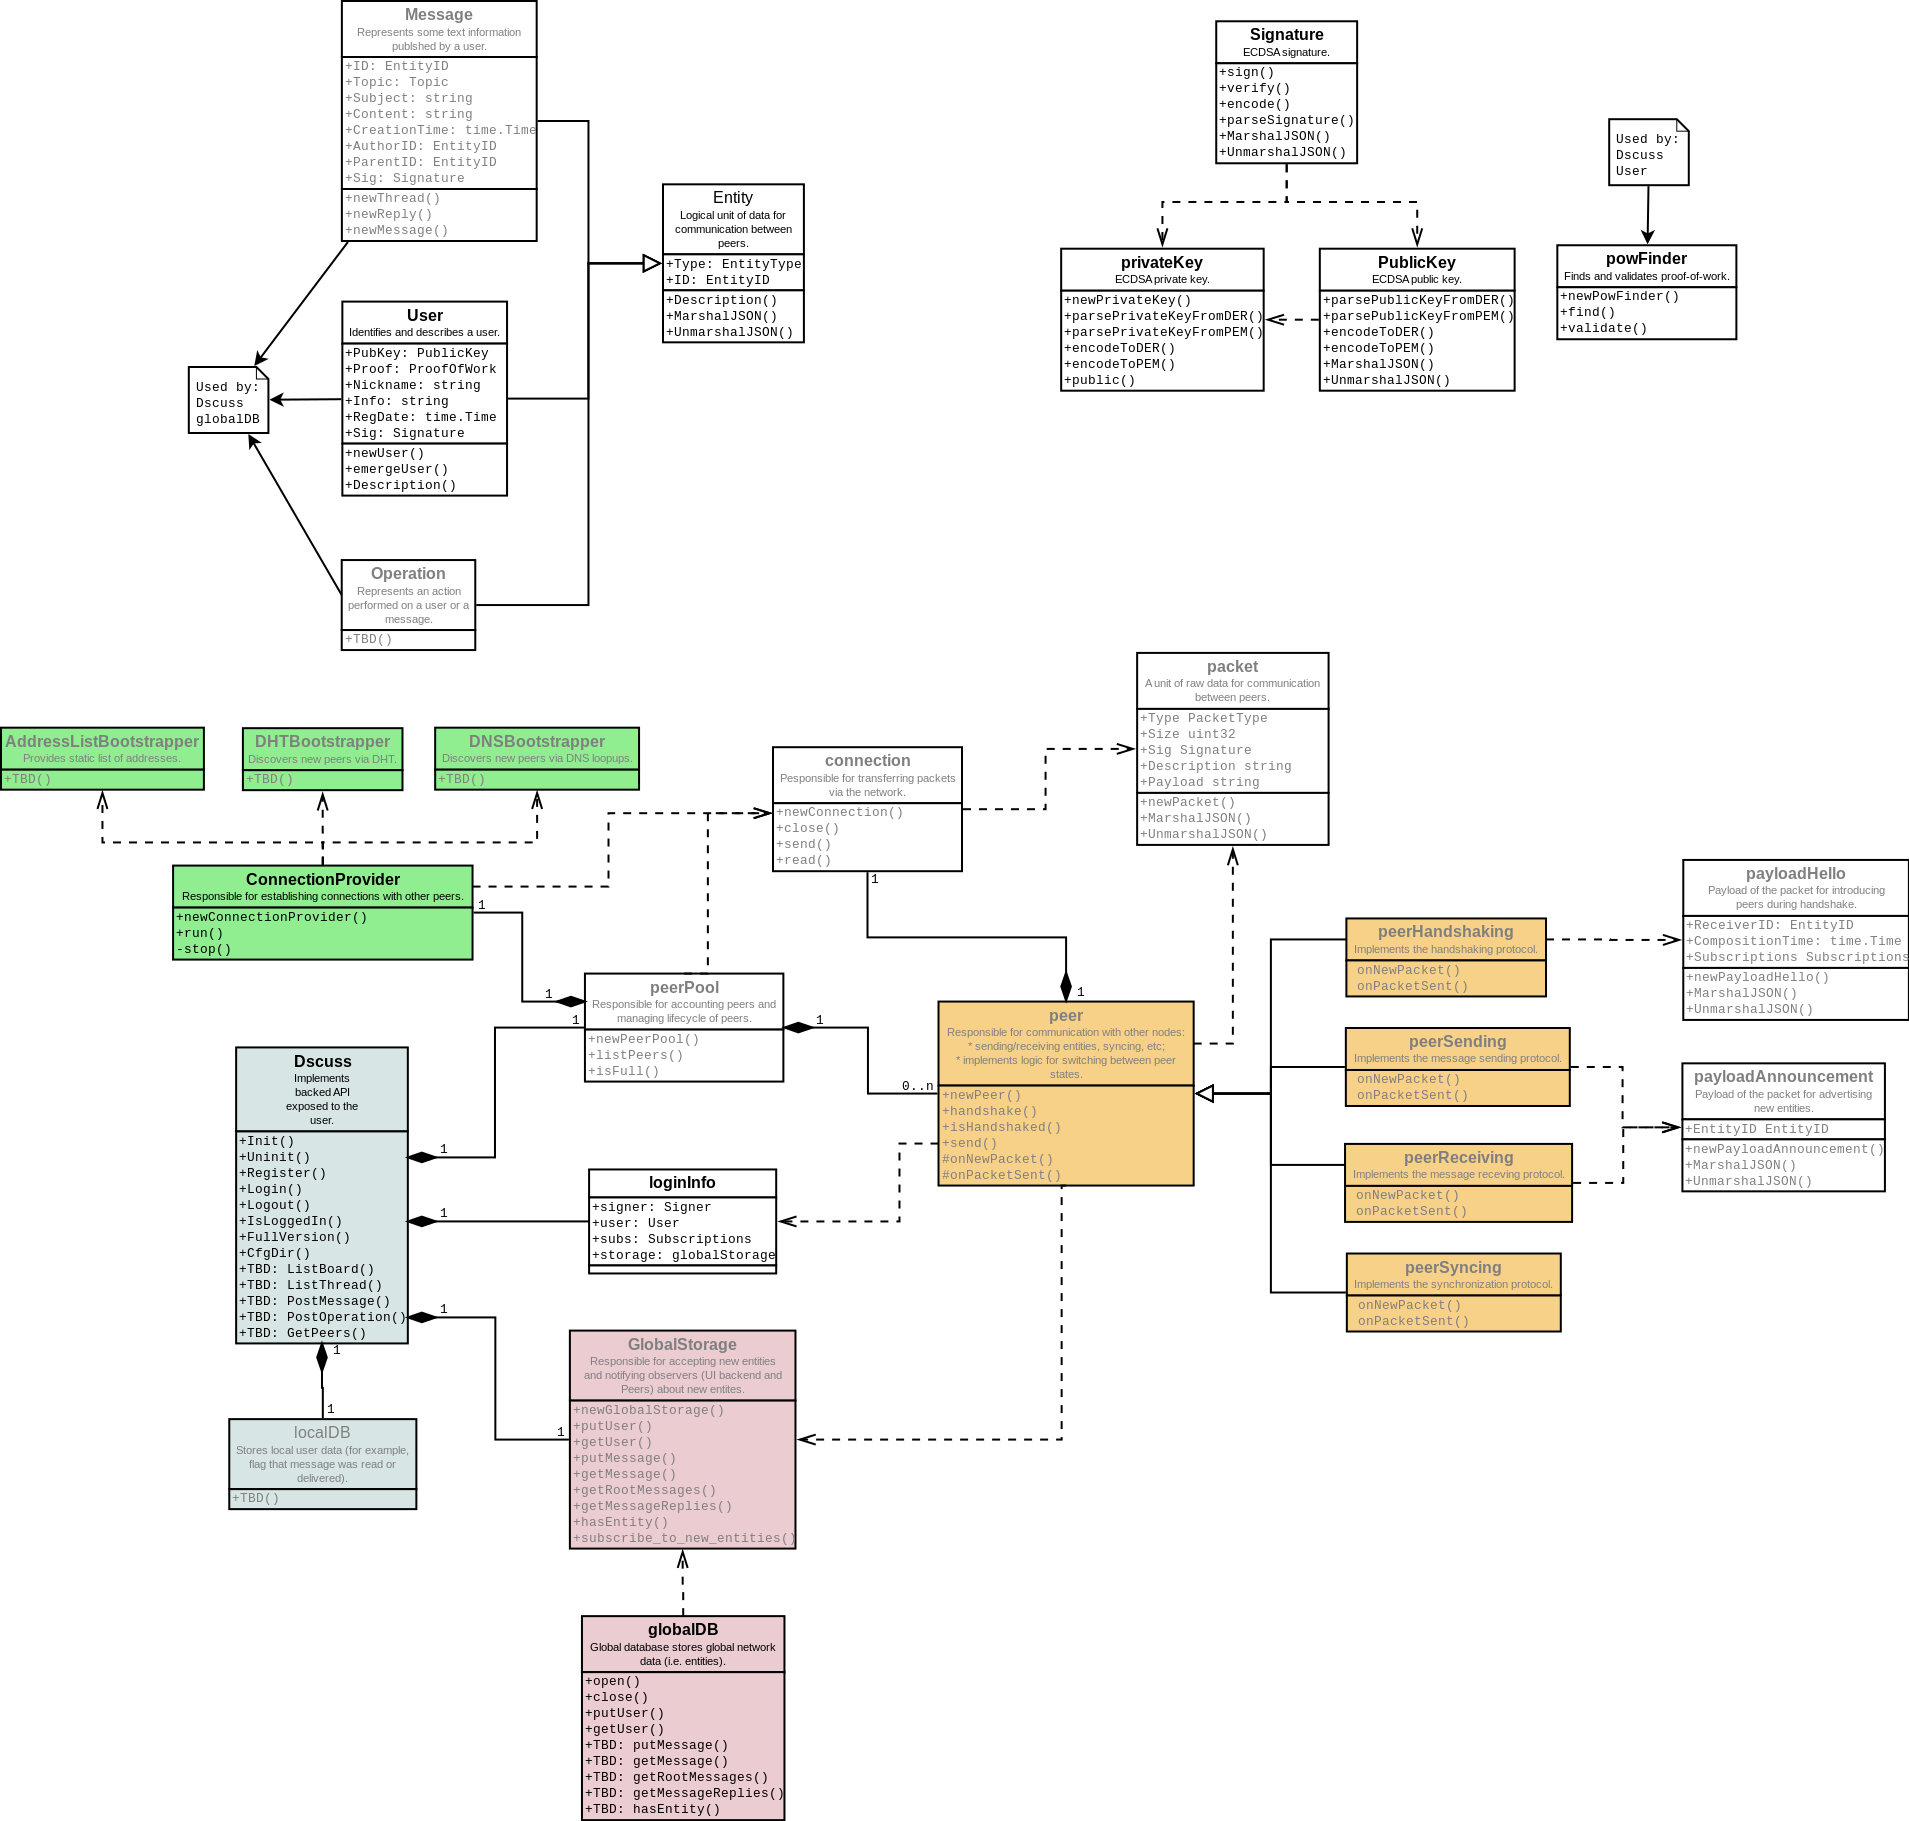 Message
Represents some text information
publshed by a user.
+ID: EntityID
+Topic: Topic
+Subject: string
+Content: string
+CreationTime: time.Time
+AuthorID: EntityID
+ParentID: EntityID
+Sig: Signature
+newThread()
+newReply()
+newMessage()
Signature
ECDSA signature.
+sign()
+verify()
+encode()
+parseSignature()
+MarshalJSON()
+UnmarshalJSON()
Used by:
Dscuss
User
Entity
Logical unit of data for
communication between
peers.
+Type: EntityType
+ID: EntityID
+Description()
+MarshalJSON()
+UnmarshalJSON()
privateKey
ECDSA private key.
+newPrivateKey()
+parsePrivateKeyFromDER()
+parsePrivateKeyFromPEM()
+encodeToDER()
+encodeToPEM()
+public()
PublicKey
ECDSA public key.
+parsePublicKeyFromDER()
+parsePublicKeyFromPEM()
+encodeToDER()
+encodeToPEM()
+MarshalJSON()
+UnmarshalJSON()
powFinder
Finds and validates proof-of-work.
+newPowFinder()
+find()
+validate()
User
Identifies and describes a user.
+PubKey: PublicKey
+Proof: ProofOfWork
+Nickname: string
+Info: string
+RegDate: time.Time
+Sig: Signature
+newUser()
+emergeUser()
+Description()
Used by:
Dscuss
globalDB
Operation
Represents an action
performed on a user or a
message.
+TBD()
packet
A unit of raw data for communication
between peers.
+Type PacketType
+Size uint32
+Sig Signature
+Description string
+Payload string
+newPacket()
+MarshalJSON()
+UnmarshalJSON()
AddressListBootstrapper
Provides static list of addresses.
+TBD()
DHTBootstrapper
Discovers new peers via DHT.
+TBD()
DNSBootstrapper
Discovers new peers via DNS loopups.
+TBD()
connection
Pesponsible for transferring packets
via the network.
+newConnection()
+close()
+send()
+read()
1
ConnectionProvider
Responsible for establishing connections with other peers.
+newConnectionProvider()
+run()
-stop()
1
payloadHello
Payload of the packet for introducing
peers during handshake.
+ReceiverID: EntityID
+CompositionTime: time.Time
+Subscriptions Subscriptions
+newPayloadHello()
+MarshalJSON()
+UnmarshalJSON()
peerHandshaking
Implements the handshaking protocol.
onNewPacket()
onPacketSent()
1
1
peerPool
Responsible for accounting peers and
managing lifecycle of peers.
+newPeerPool()
+listPeers()
+isFull()
1
1
0..n
peer
Responsible for communication with other nodes:
* sending/receiving entities, syncing, etc;
* implements logic for switching between peer
states.
+newPeer()
+handshake()
+isHandshaked()
+send()
#onNewPacket()
#onPacketSent()
peerSending
Implements the message sending protocol.
onNewPacket()
onPacketSent()
payloadAnnouncement
Payload of the packet for advertising
new entities.
+EntityID EntityID
+newPayloadAnnouncement()
+MarshalJSON()
+UnmarshalJSON()
peerReceiving
Implements the message receving protocol.
onNewPacket()
onPacketSent()
peerSyncing
Implements the synchronization protocol.
onNewPacket()
onPacketSent()
Dscuss
Implements
backed API
exposed to the
user.
+Init()
+Uninit()
+Register()
+Login()
+Logout()
+IsLoggedIn()
+FullVersion()
+CfgDir()
+TBD: ListBoard()
+TBD: ListThread()
+TBD: PostMessage()
+TBD: PostOperation()
+TBD: GetPeers()
1
1
1
1
loginInfo
+signer: Signer
+user: User
+subs: Subscriptions
+storage: globalStorage
1
localDB
Stores local user data (for example,
flag that message was read or
delivered).
+TBD()
1
GlobalStorage
Responsible for accepting new entities
and notifying observers (UI backend and
Peers) about new entites.
+newGlobalStorage()
+putUser()
+getUser()
+putMessage()
+getMessage()
+getRootMessages()
+getMessageReplies()
+hasEntity()
+subscribe_to_new_entities()
globalDB
Global database stores global network
data (i.e. entities).
+open()
+close()
+putUser()
+getUser()
+TBD: putMessage()
+TBD: getMessage()
+TBD: getRootMessages()
+TBD: getMessageReplies()
+TBD: hasEntity()